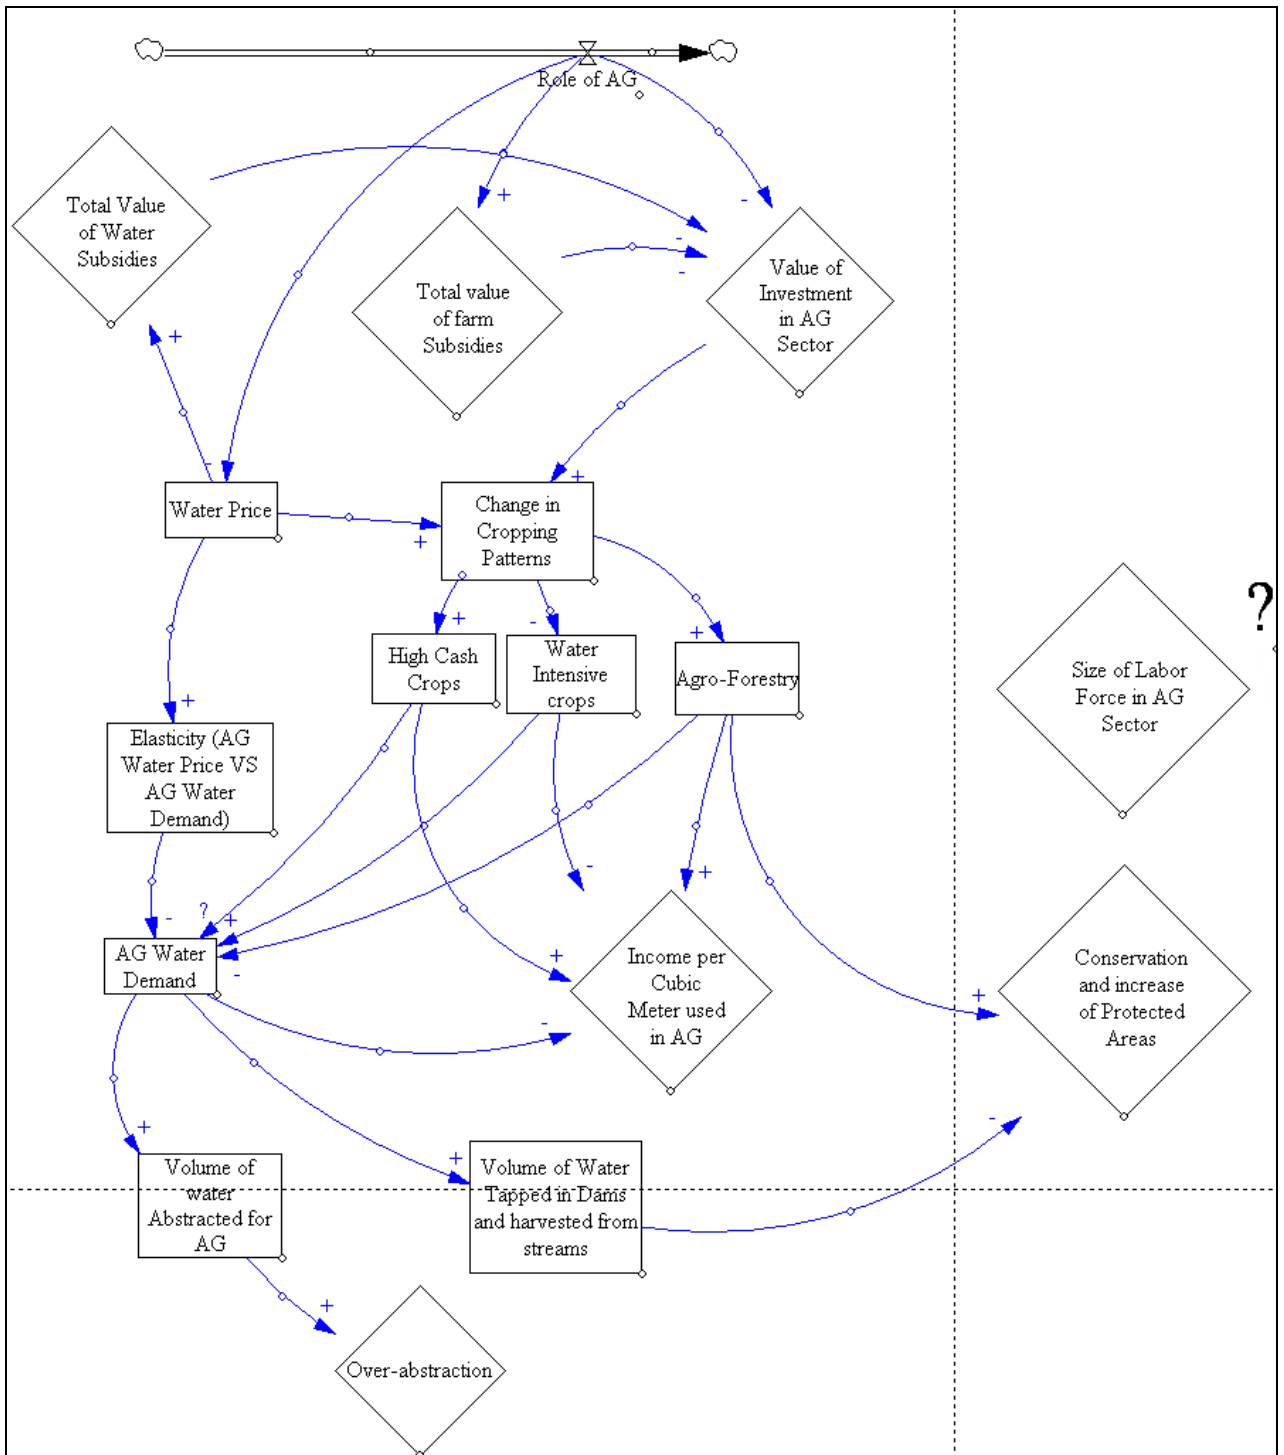 Role of AG
+
-
Total Value
of Water
Subsidies
-
-
Total value
of farm
Subsidies
Value of
Investment
in AG
Sector
+
-
+
Water Price
+
Change in
Cropping
Patterns
+
-
+
High Cash
Crops
Water
Intensive
crops
Agro-Forestry
?
Size of Labor
Force in AG
Sector
+
Elasticity (AG
Water Price VS
AG Water
Demand)
-
+
-
?
+
-
AG Water
Demand
+
-
Income per
Cubic
Meter used
in AG
+
Conservation
and increase
of Protected
Areas
+
+
-
Volume of
water
Abstracted for
AG
Volume of Water
Tapped in Dams
and harvested from
streams
+
Over-abstraction